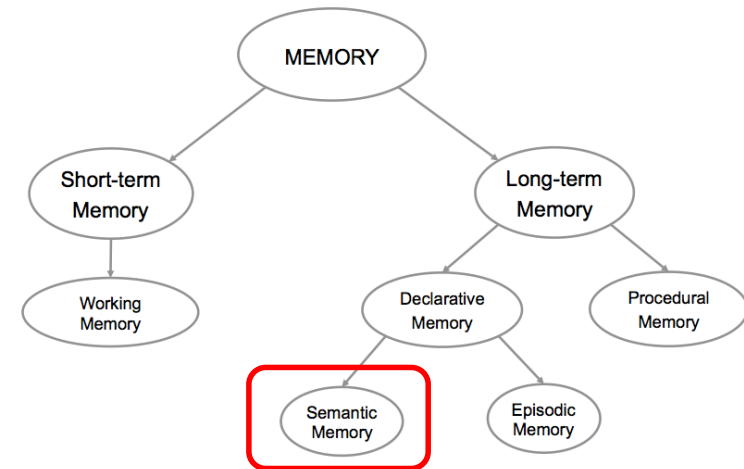 MEMORY
Short-term
Memory
Long-term
Memory
Working
Memory
Declarative
Memory
Procedural
Memory
Semantic
Memory
Episodic
Memory